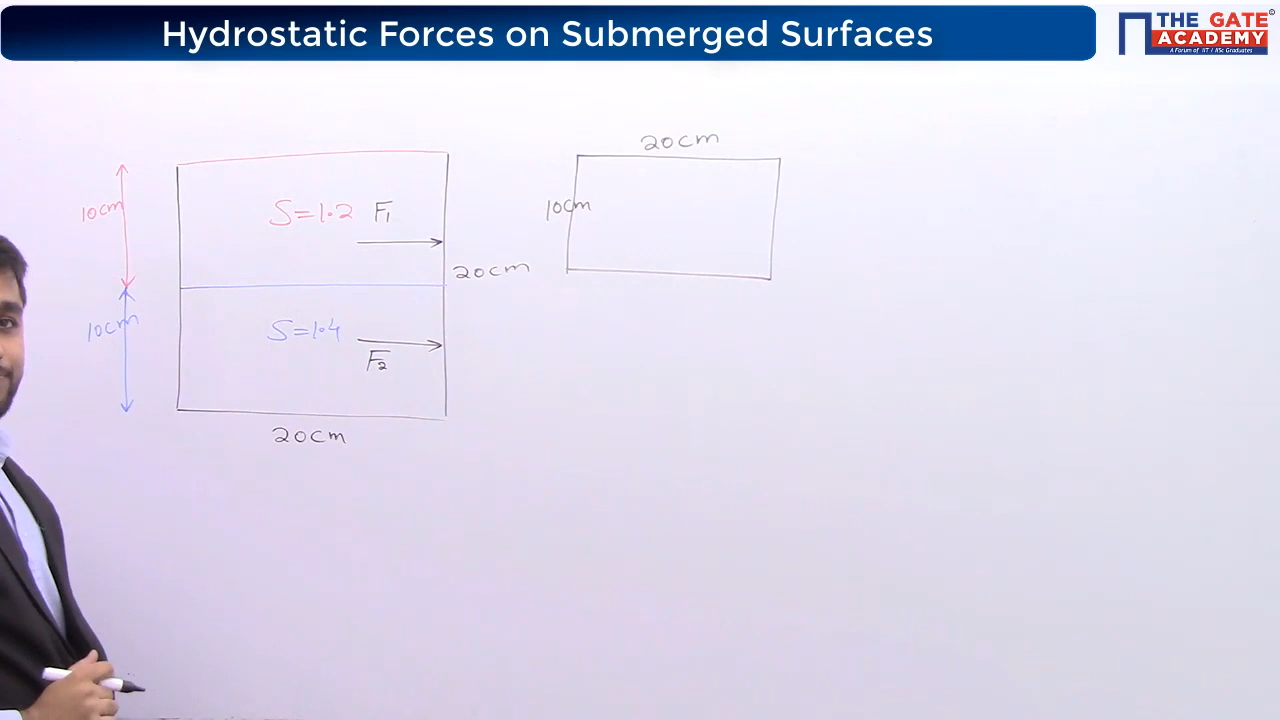 Hydrostatic Forces on Submerged Surfaces
THE GATE ACADEMY
©
A Forum of IIT / IISc Graduates
20cm
10cm
S=1.2 F1
10cm
20cm
10cm
S=1.4
F2
20cm